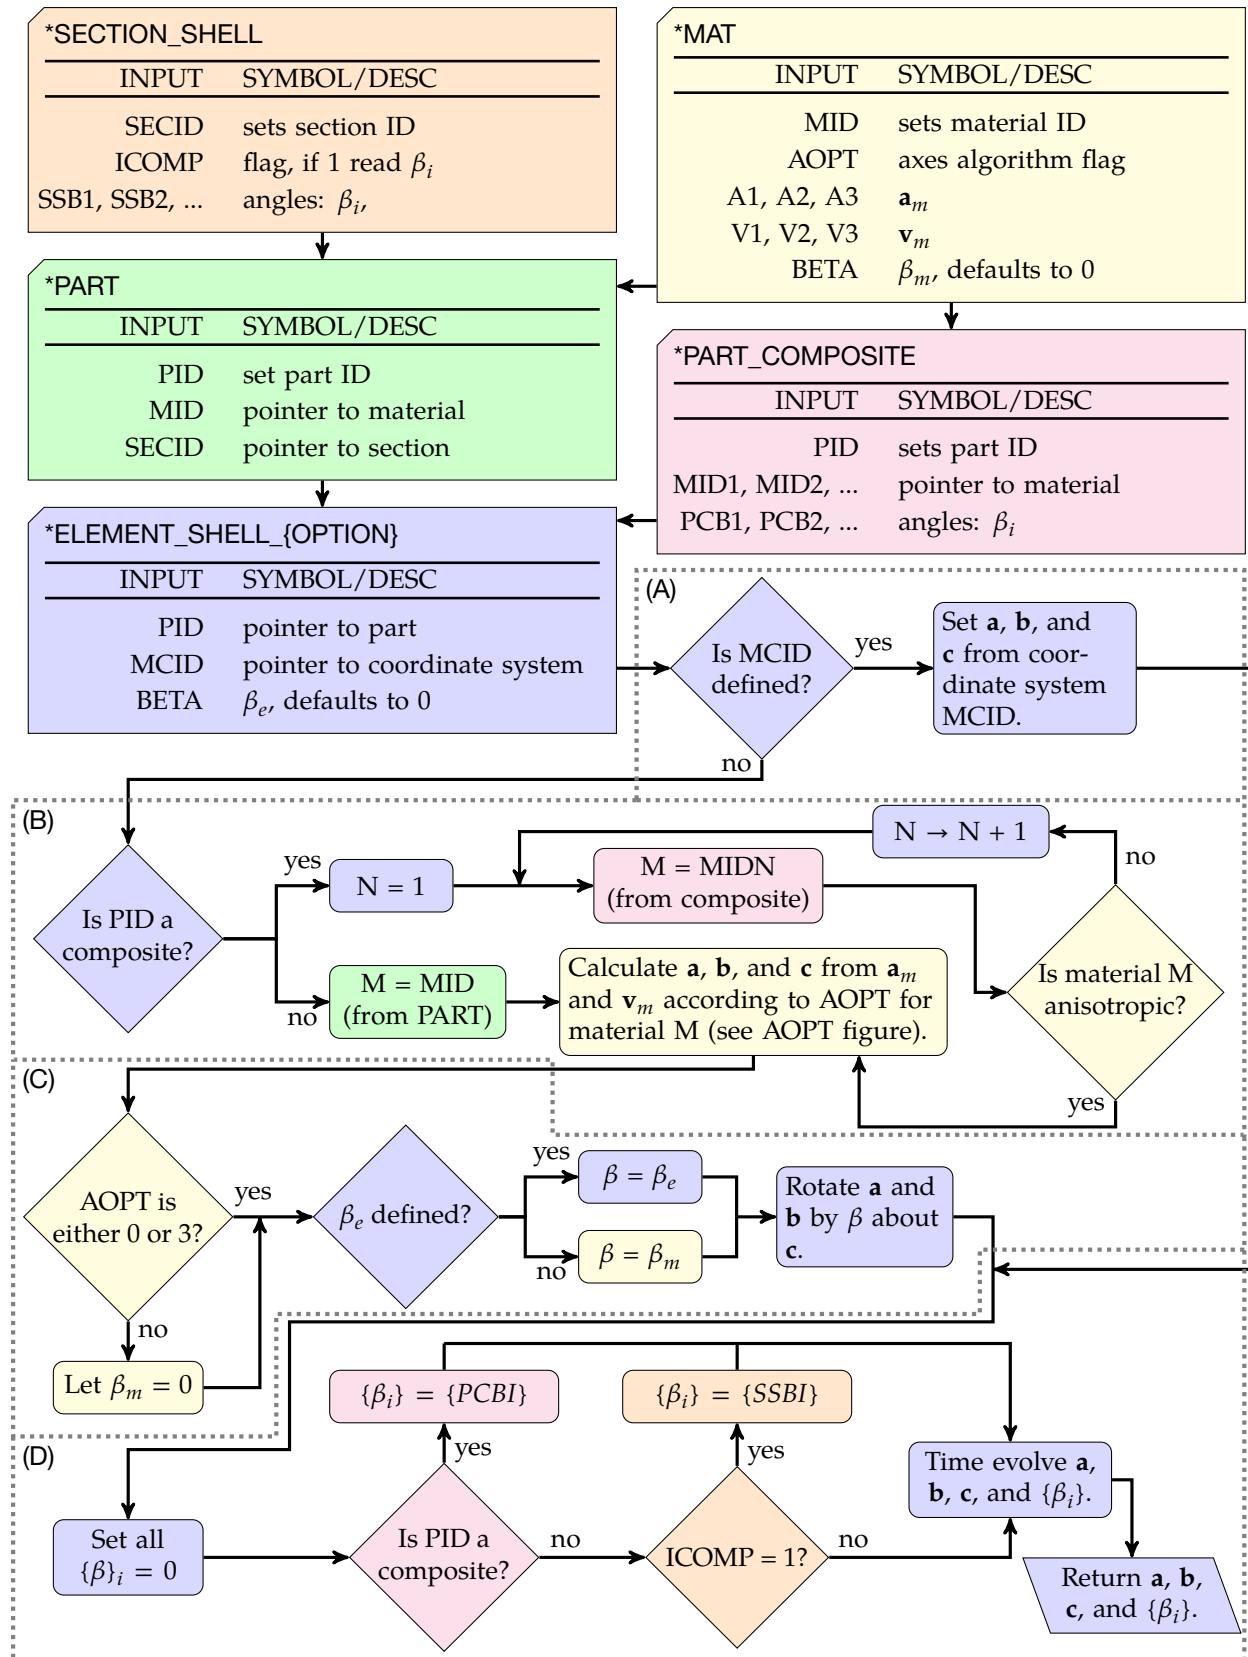 *SECTION_SHELL
INPUT SYMBOL/DESC
SECID sets section ID
ICOMP flag, if 1 read βi
SSB1, SSB2, ... angles: βi,
*MAT
INPUT SYMBOL/DESC
MID sets material ID
AOPT axes algorithm flag
A1, A2, A3 am
V1, V2, V3 vm
BETA βm, defaults to 0
*PART
INPUT SYMBOL/DESC
PID set part ID
MID pointer to material
SECID pointer to section
*PART_COMPOSITE
INPUT SYMBOL/DESC
PID sets part ID
MID1, MID2, ... pointer to material
PCB1, PCB2, ... angles: βi
*ELEMENT_SHELL_{OPTION}
INPUT SYMBOL/DESC
PID pointer to part
MCID pointer to coordinate system
BETA βe, defaults to 0
(A)
Is MCID
defined?
yes
Set a, b, and
c from coor-
dinate system
MCID.
no
(B)
Is PID a
composite?
yes
N = 1
M = MIDN
(from composite)
N → N + 1
no
Is material M
anisotropic?
yes
no
M = MID
(from PART)
Calculate a, b, and c from am
and vm according to AOPT for
material M (see AOPT figure).
(C)
AOPT is
either 0 or 3?
yes
βe defined?
yes
β = βe
no
β = βm
Rotate a and
b by β about
c.
no
Let βm = 0
(D)
Set all
{β}i = 0
Is PID a
composite?
yes
{βi} = {PCBI}
no
ICOMP = 1?
yes
{βi} = {SSBI}
no
Time evolve a,
b, c, and {βi}.
Return a, b,
c, and {βi}.